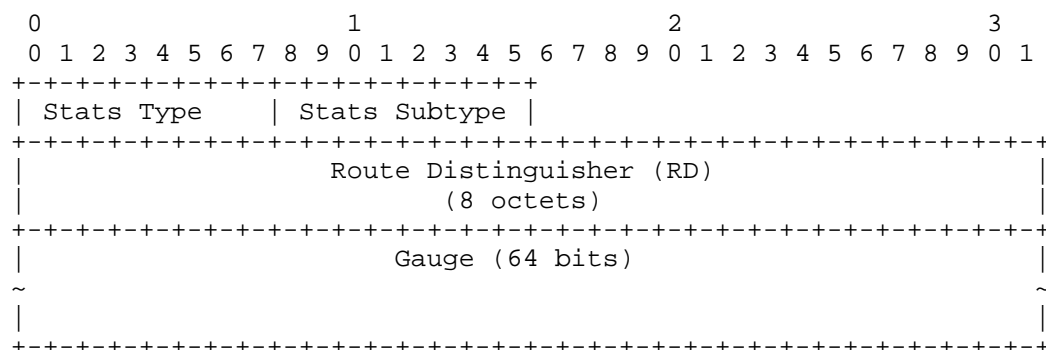 0                   1                   2                   3
 0 1 2 3 4 5 6 7 8 9 0 1 2 3 4 5 6 7 8 9 0 1 2 3 4 5 6 7 8 9 0 1
+-+-+-+-+-+-+-+-+-+-+-+-+-+-+-+-+
| Stats Type    | Stats Subtype |
+-+-+-+-+-+-+-+-+-+-+-+-+-+-+-+-+-+-+-+-+-+-+-+-+-+-+-+-+-+-+-+-+
|                   Route Distinguisher (RD)                    |
|                          (8 octets)                           |
+-+-+-+-+-+-+-+-+-+-+-+-+-+-+-+-+-+-+-+-+-+-+-+-+-+-+-+-+-+-+-+-+
|                       Gauge (64 bits)                         |
~                                                               ~
|                                                               |
+-+-+-+-+-+-+-+-+-+-+-+-+-+-+-+-+-+-+-+-+-+-+-+-+-+-+-+-+-+-+-+-+